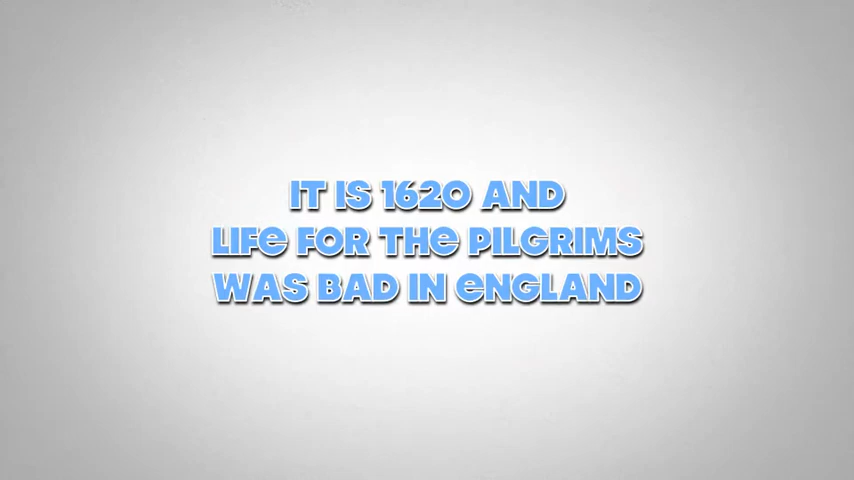 IT IS 1620 AND
LIFE FOR THE PILGRIMS
WAS BAD IN ENGLAND